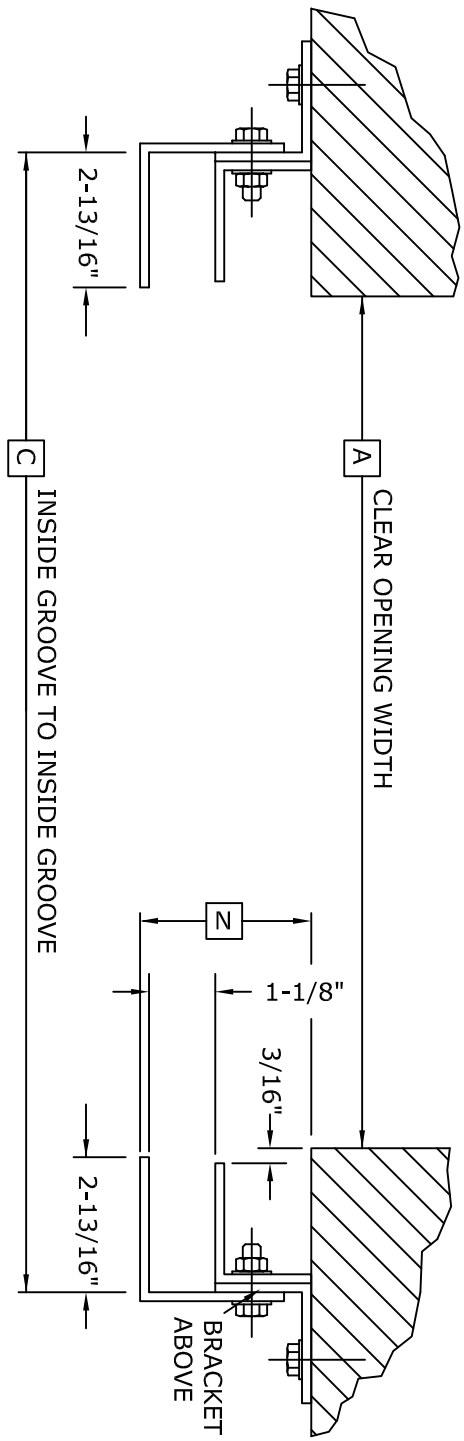 A CLEAR OPENING WIDTH
N
1-1/8"
3/16"
2-13/16"
2-13/16"
BRACKET
ABOVE
C INSIDE GROOVE TO INSIDE GROOVE